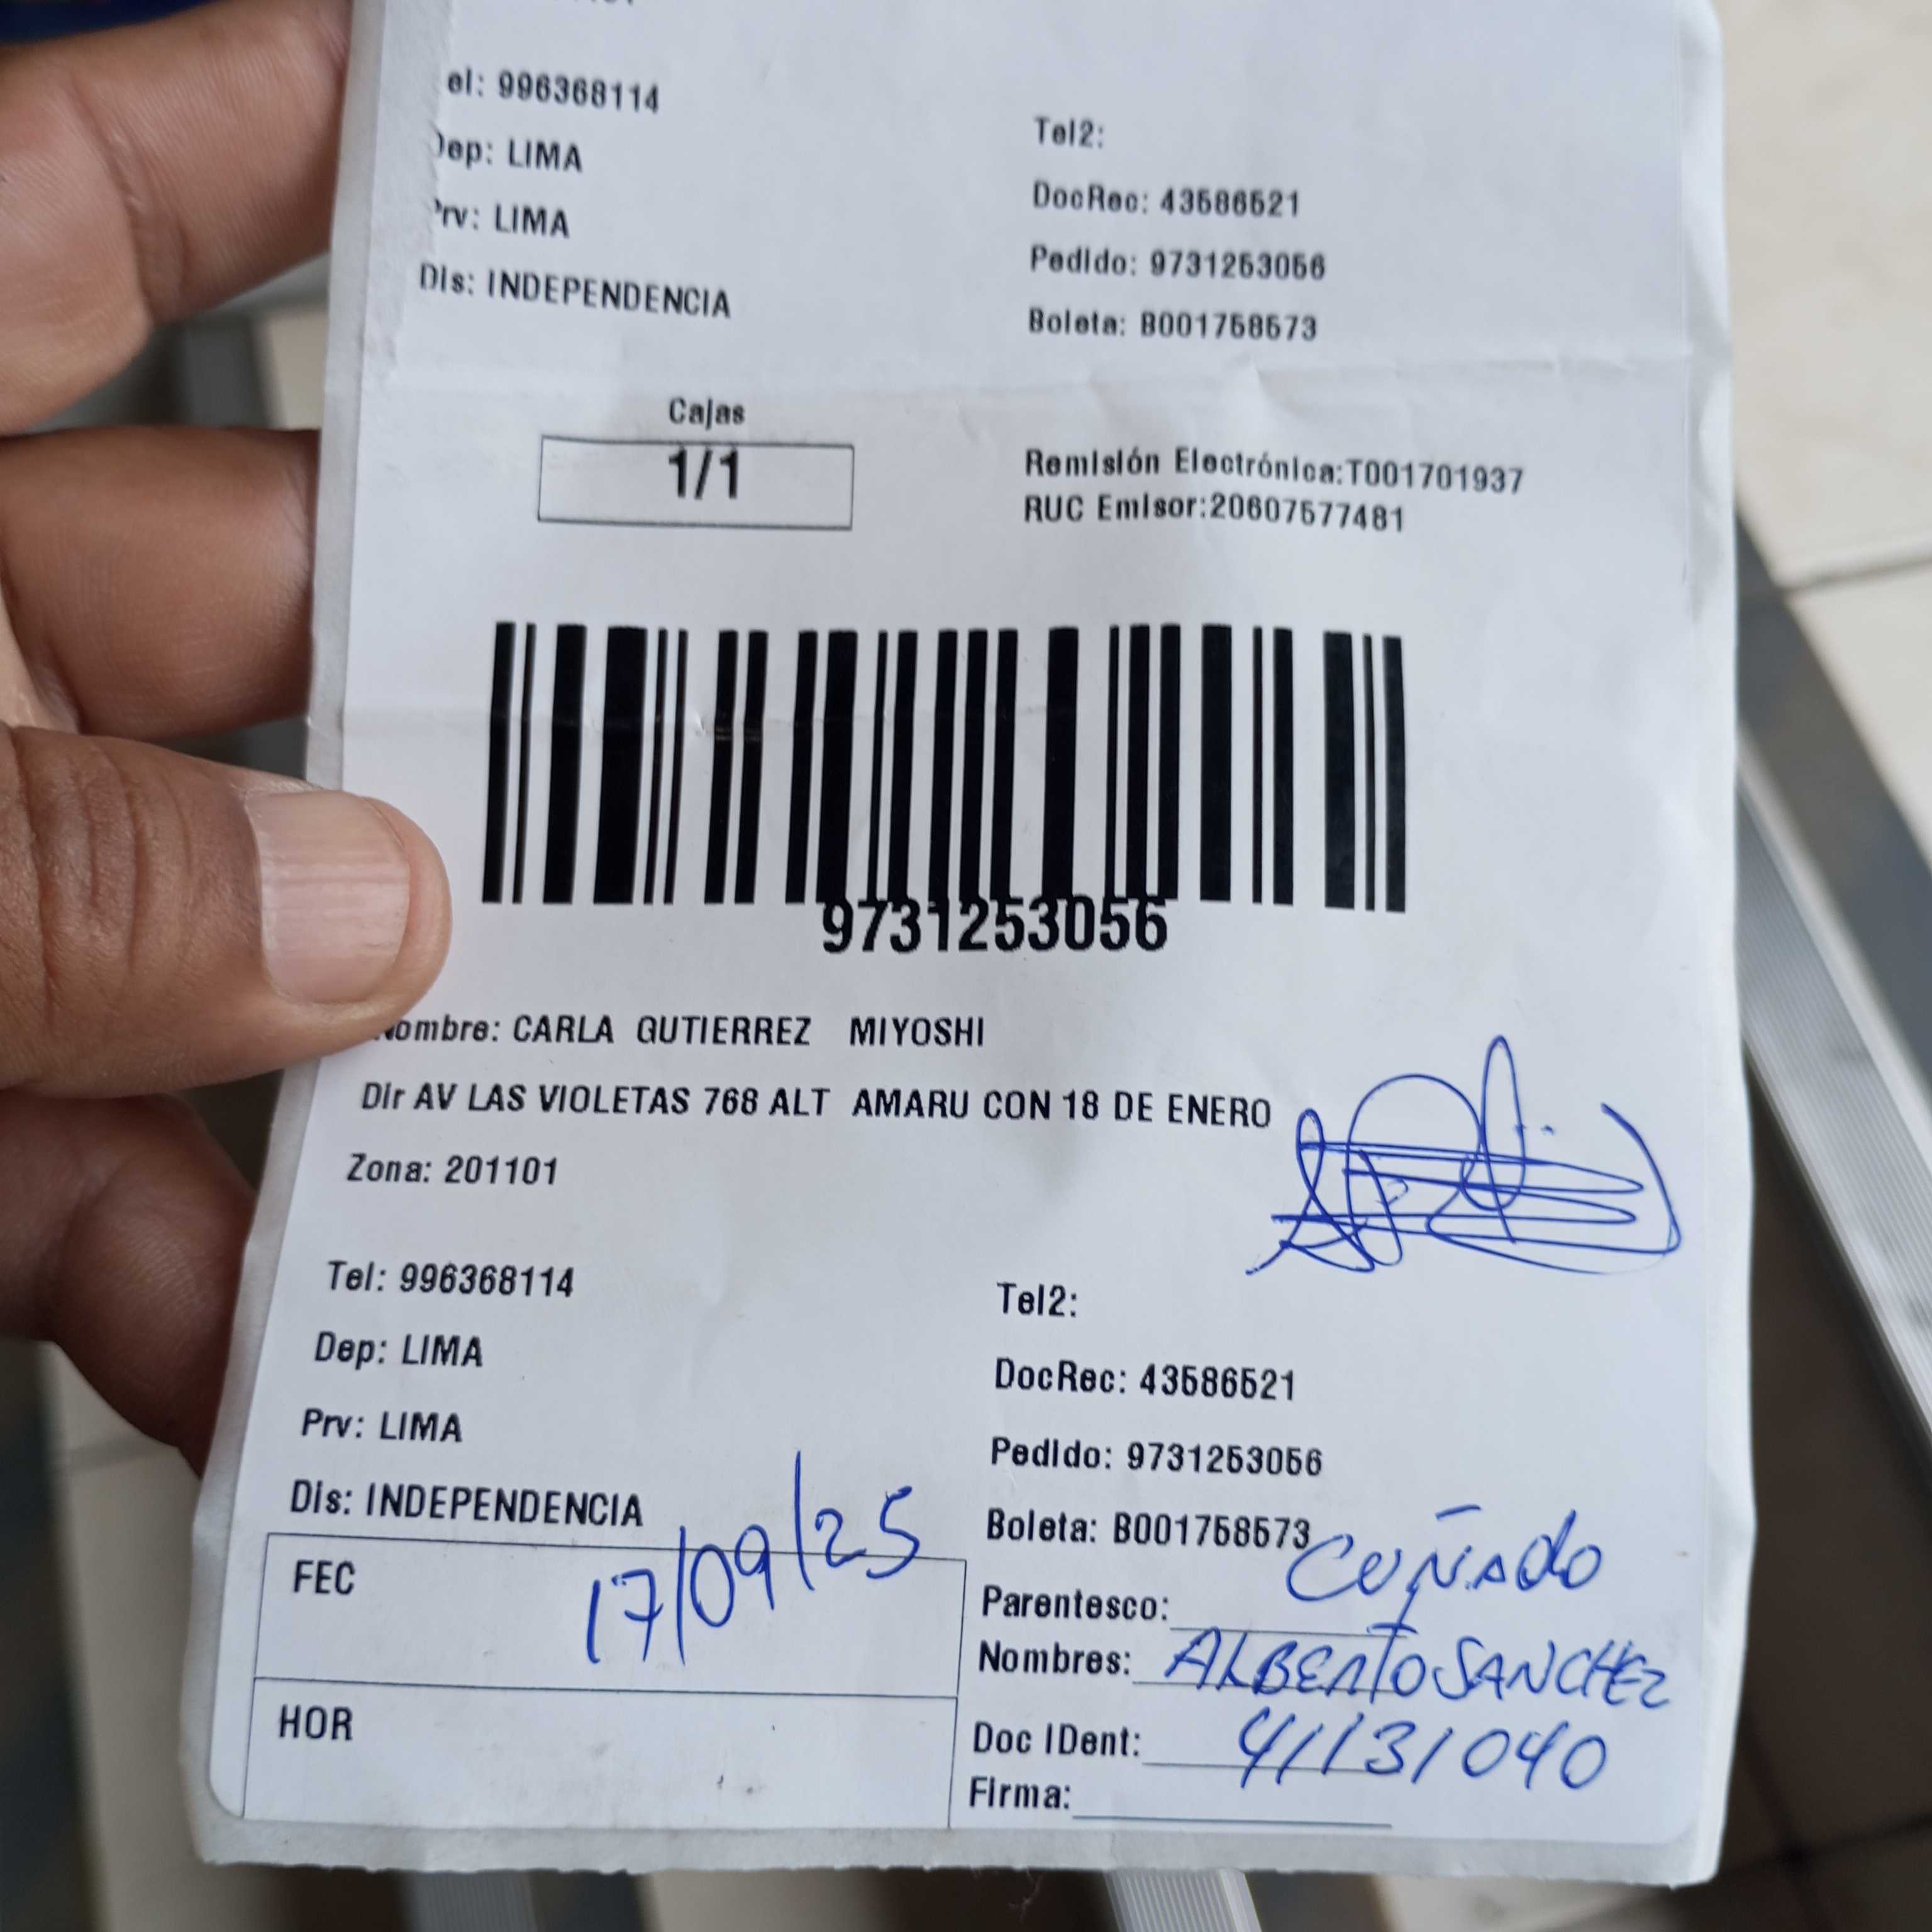 el: 996368114
Tel2:
Dep: LIMA
DocRec: 43586521
Prv: LIMA
Pedido: 9731253056
Dis: INDEPENDENCIA
Boleta: B001758573
Cajas
1/1
Remisión Electrónica:T001701937
RUC Emisor:20607577481
9731253056
Nombre: CARLA GUTIERREZ MIYOSHI
Dir AV LAS VIOLETAS 768 ALT AMARU CON 18 DE ENERO
Zona: 201101
Tel: 996368114
Tel2:
Dep: LIMA
DocRec: 43586521
Prv: LIMA
Pedido: 9731253056
Dis: INDEPENDENCIA
Boleta: B001758573
FEC 17/09/25
Parentesco: CUÑADO
Nombres: ALBERTO SANCHEZ
HOR
Doc IDent: 41131040
Firma: